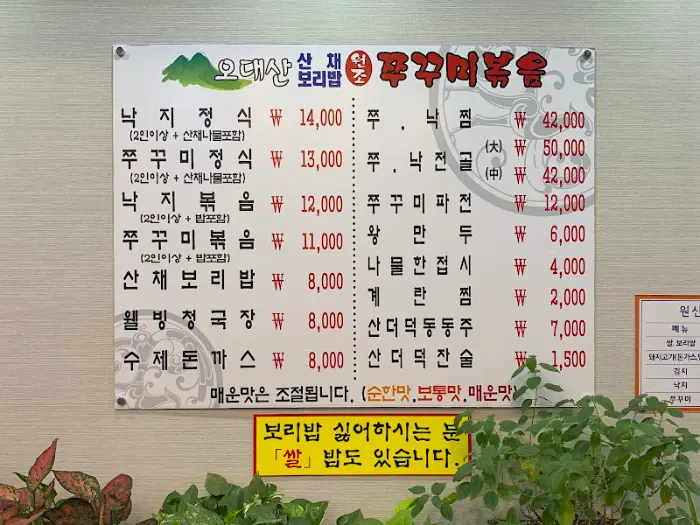 오대산 산채 보리밥 원조 쭈꾸미볶음
낙지정식 ₩ 14,000
(2인이상 + 산채나물포함)
쭈꾸미정식 ₩ 13,000
(2인이상 + 산채나물포함)
낙지볶음 ₩ 12,000
(2인이상 + 밥포함)
쭈꾸미볶음 ₩ 11,000
(2인이상 + 밥포함)
산채보리밥 ₩ 8,000
웰빙청국장 ₩ 8,000
수제돈까스 ₩ 8,000
쭈.낙찜 ₩ 42,000
쭈.낙전골 (大) ₩ 50,000
(中) ₩ 42,000
쭈꾸미파전 ₩ 12,000
왕만두 ₩ 6,000
나물한접시 ₩ 4,000
계란찜 ₩ 2,000
산더덕동동주 ₩ 7,000
산더덕잔술 ₩ 1,500
매운맛은 조절됩니다. (순한맛.보통맛.매운맛)
보리밥 싫어하시는 분
「쌀」 밥도 있습니다.
원산
메뉴
쌀, 보리쌀
돼지고기(돈가스)
김치
낙지
쭈꾸미